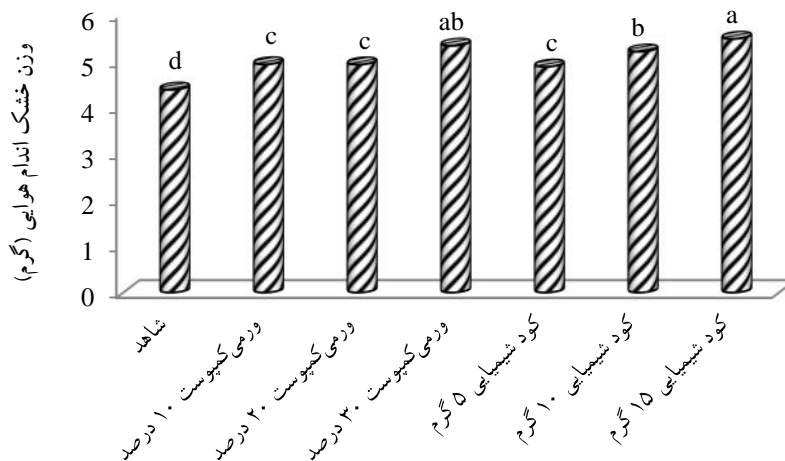 وزن خشک اندام هوایی (گرم)
6
5
4
3
2
1
0
d
c
c
ab
c
b
a
شاهد
ورمی‌کمپوست ۱۰ درصد
ورمی‌کمپوست ۲۰ درصد
ورمی‌کمپوست ۳۰ درصد
کود شیمیایی ۵ گرم
کود شیمیایی ۱۰ گرم
کود شیمیایی ۱۵ گرم